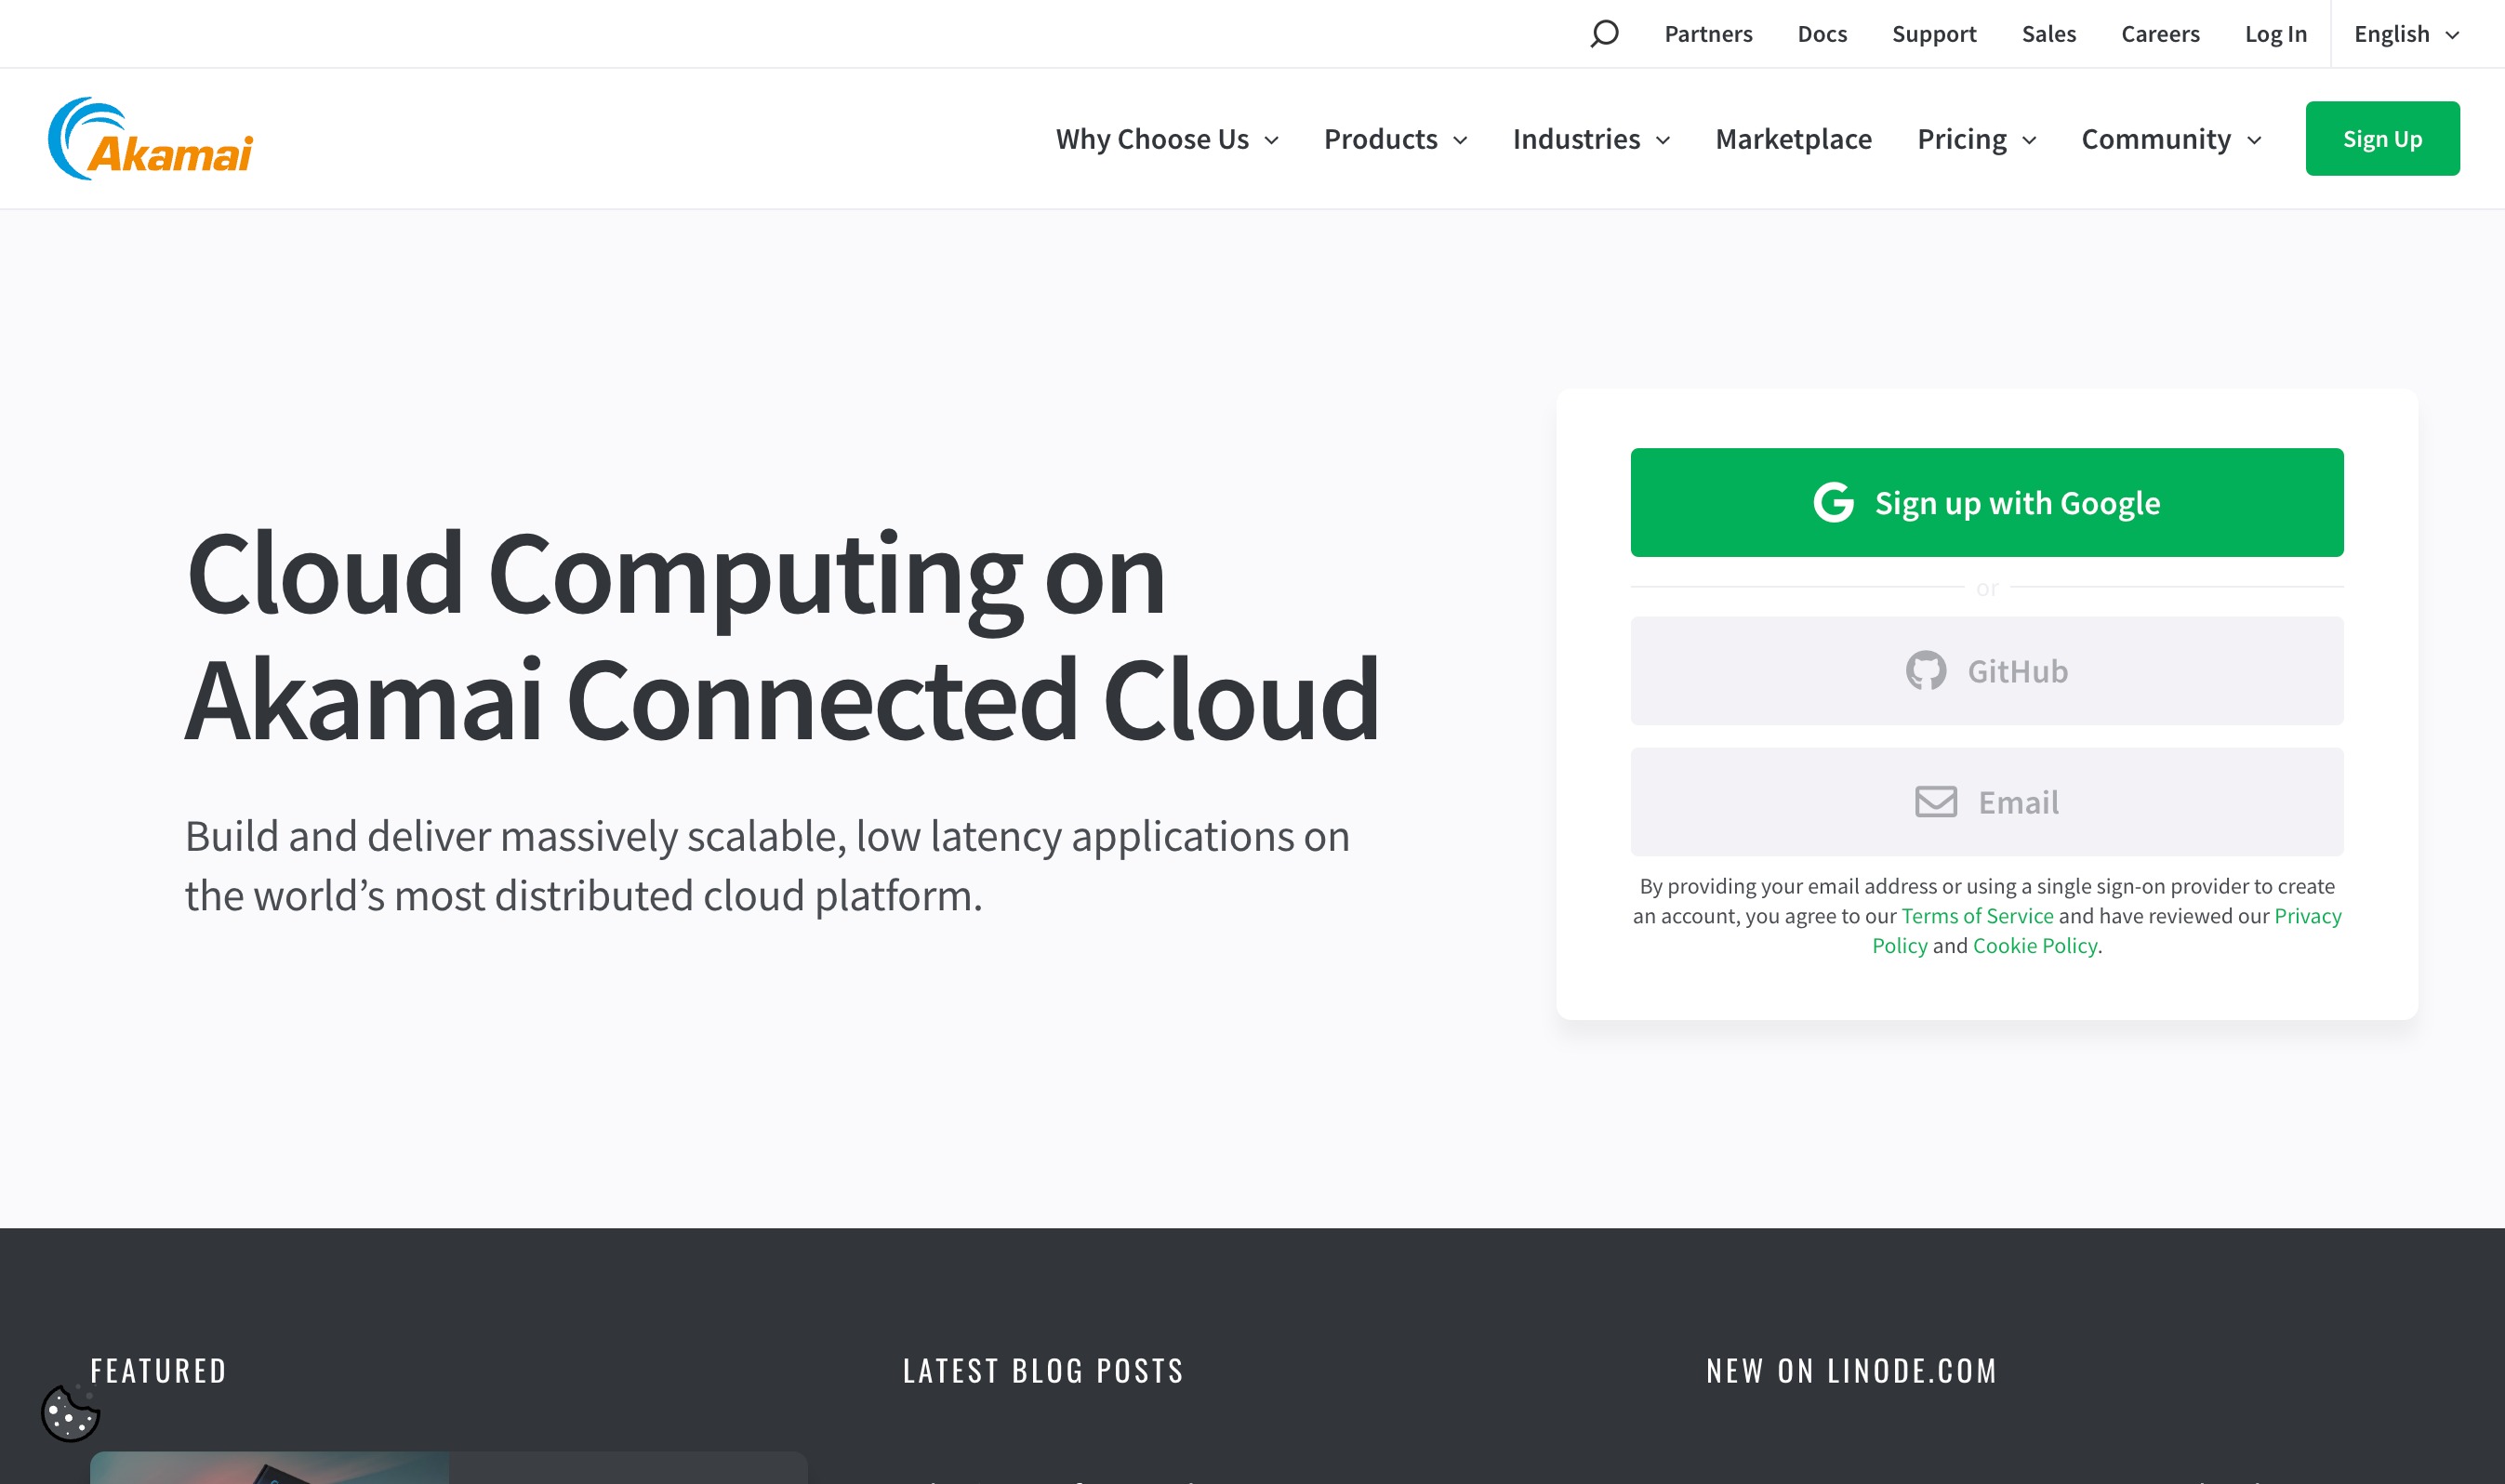 Partners Docs Support Sales Careers Log In English
Akamai Why Choose Us Products Industries Marketplace Pricing Community Sign Up
Cloud Computing on
Akamai Connected Cloud
Build and deliver massively scalable, low latency applications on
the world’s most distributed cloud platform.
Sign up with Google
or
GitHub
Email
By providing your email address or using a single sign-on provider to create
an account, you agree to our Terms of Service and have reviewed our Privacy
Policy and Cookie Policy.
FEATURED
LATEST BLOG POSTS
NEW ON LINODE.COM